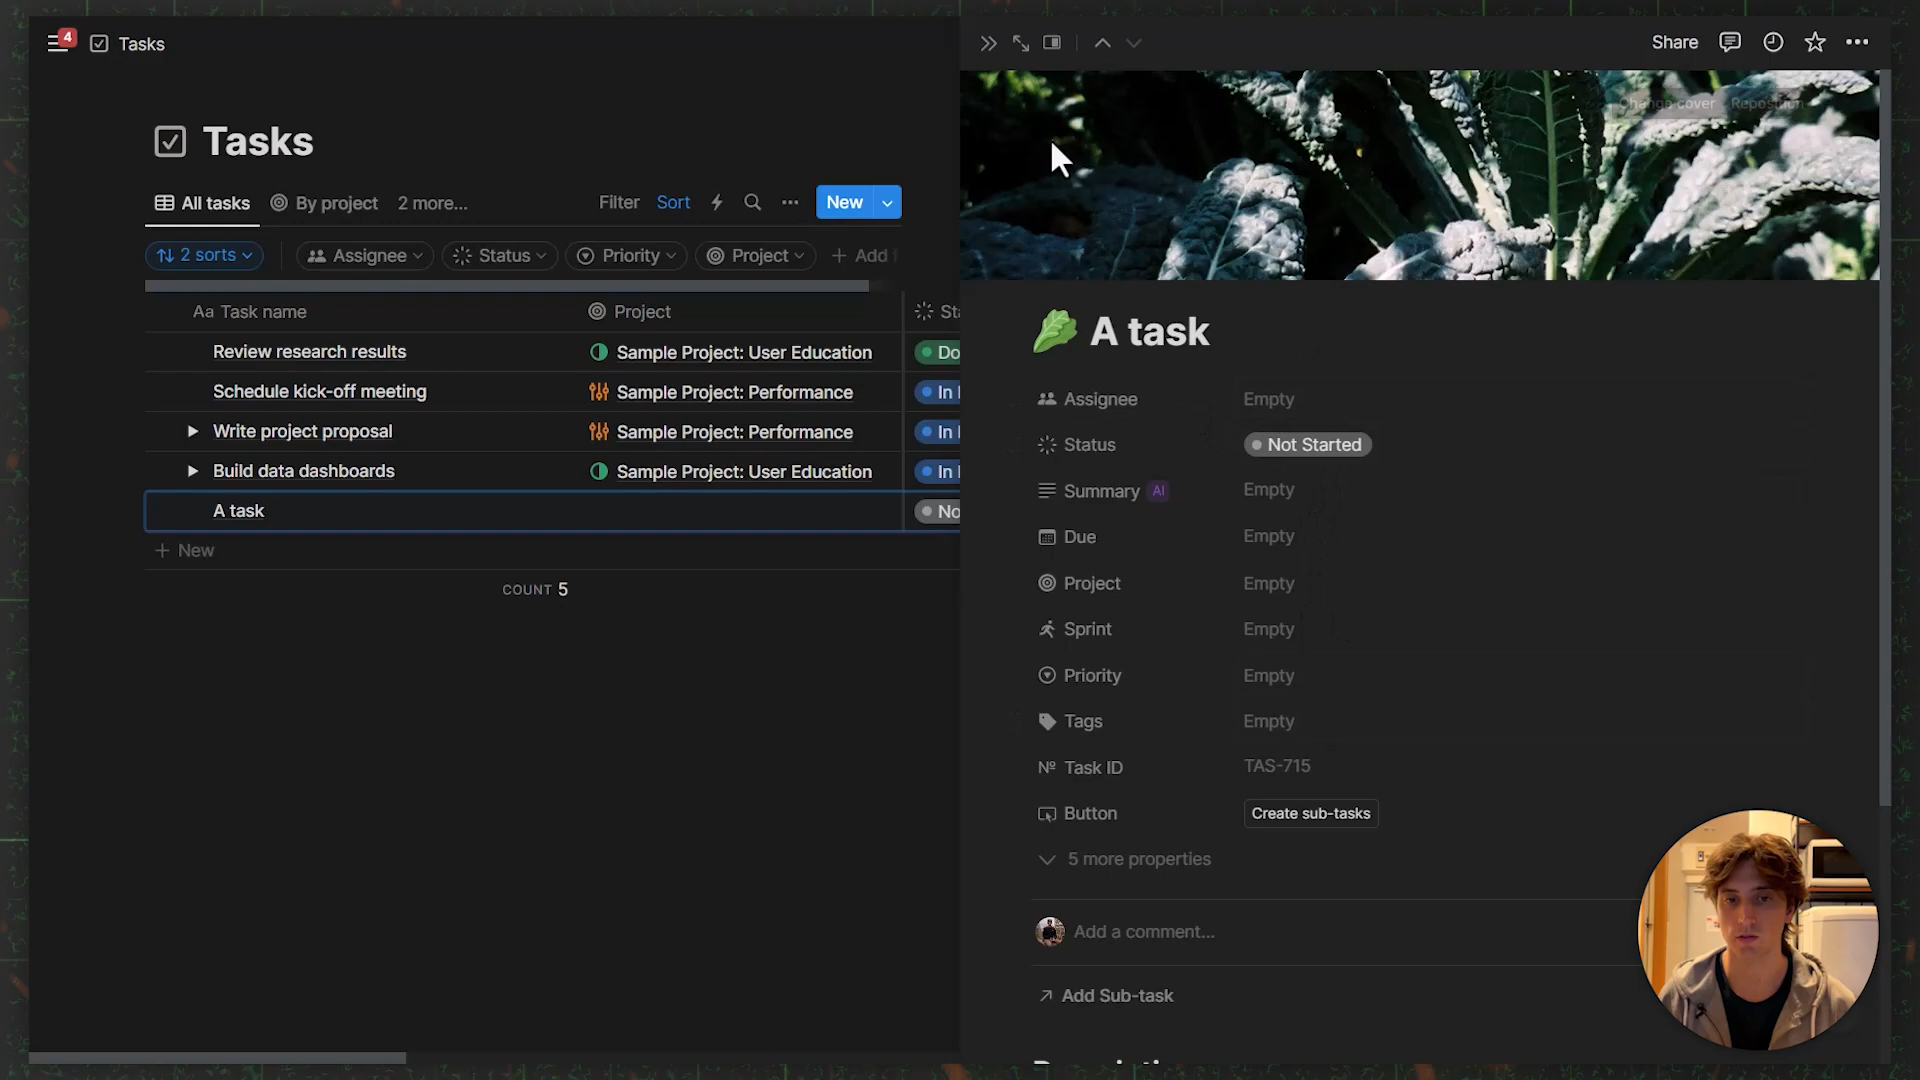 4
Tasks
Share
Change cover Reposition
Tasks
All tasks By project 2 more...
Filter Sort New
2 sorts Assignee Status Priority Project + Add
Aa Task name Project
Review research results Sample Project: User Education
Schedule kick-off meeting Sample Project: Performance In
Write project proposal Sample Project: Performance In
Build data dashboards Sample Project: User Education In
A task
+ New
COUNT 5
A task
Assignee Empty
Status Not Started
Summary AI Empty
Due Empty
Project Empty
Sprint Empty
Priority Empty
Tags Empty
Nº Task ID TAS-715
Button Create sub-tasks
5 more properties
Add a comment...
Add Sub-task